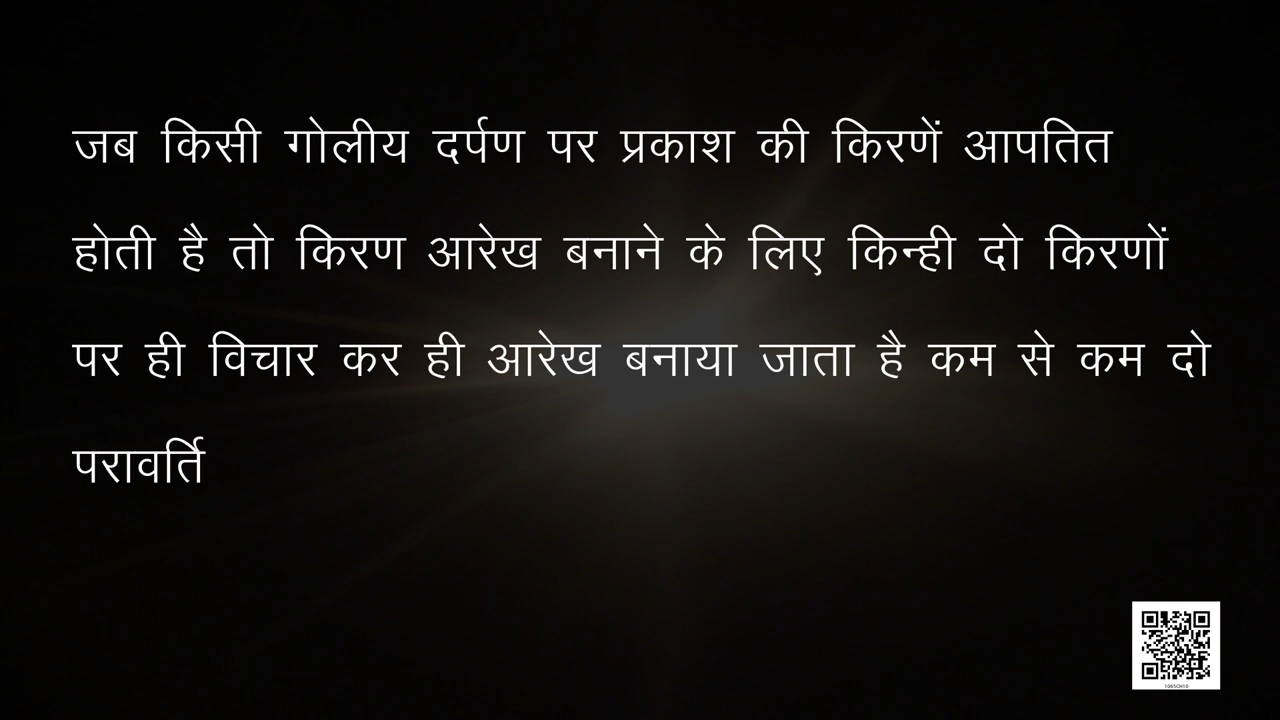 जब किसी गोलीय दर्पण पर प्रकाश की किरणें आपतित
होती है तो किरण आरेख बनाने के लिए किन्ही दो किरणों
पर ही विचार कर ही आरेख बनाया जाता है कम से कम दो
परावर्ति
1065CH10